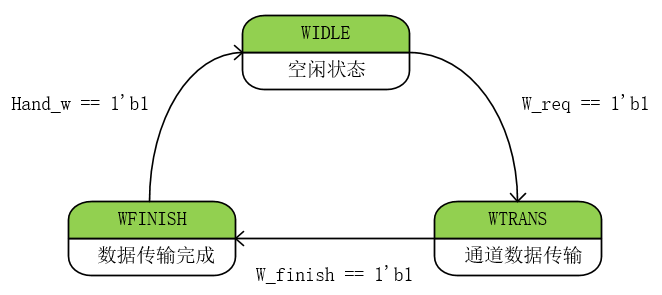 WIDLE
空闲状态
Hand_w == 1'b1
W_req == 1'b1
WFINISH
数据传输完成
WTRANS
通道数据传输
W_finish == 1'b1